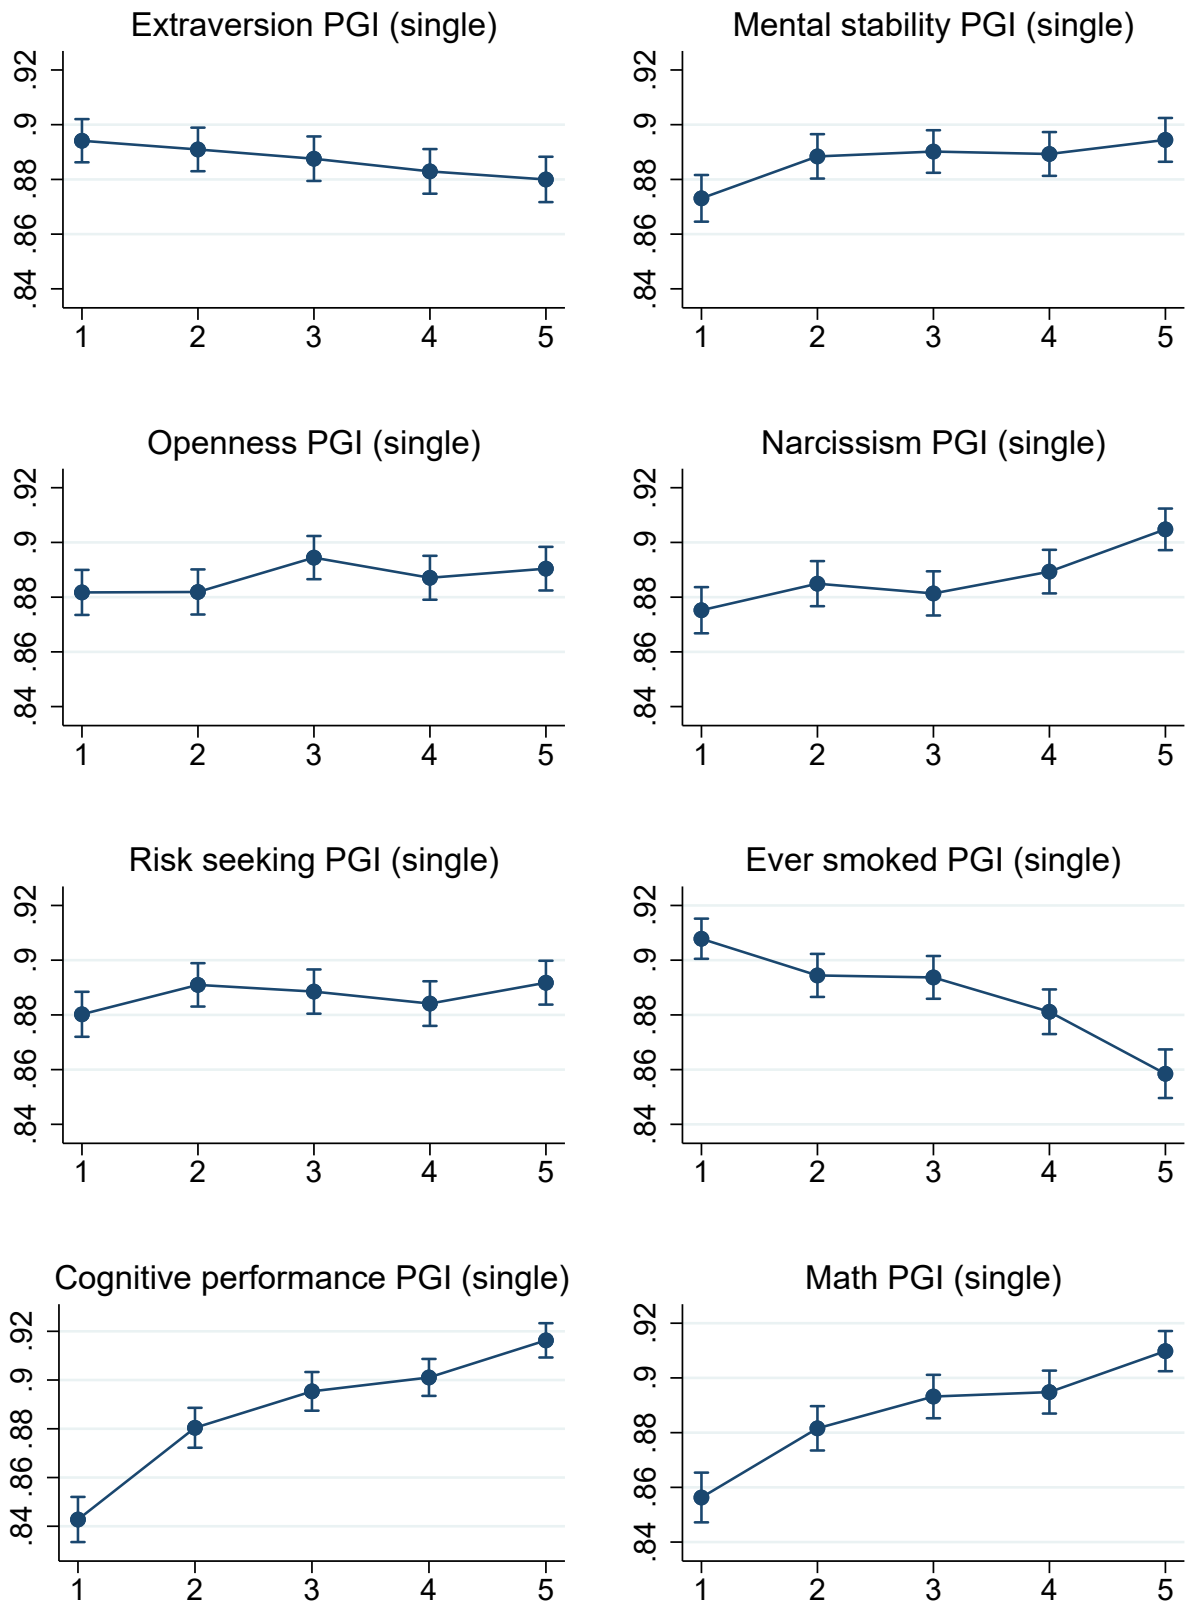 Extraversion PGI (single)
.92
.9
.88
.86
.84
1 2 3 4 5
Mental stability PGI (single)
.92
.9
.88
.86
.84
1 2 3 4 5
Openness PGI (single)
.92
.9
.88
.86
.84
1 2 3 4 5
Narcissism PGI (single)
.92
.9
.88
.86
.84
1 2 3 4 5
Risk seeking PGI (single)
.92
.9
.88
.86
.84
1 2 3 4 5
Ever smoked PGI (single)
.92
.9
.88
.86
.84
1 2 3 4 5
Cognitive performance PGI (single)
.92
.9
.88
.86
.84
1 2 3 4 5
Math PGI (single)
.92
.9
.88
.86
.84
1 2 3 4 5